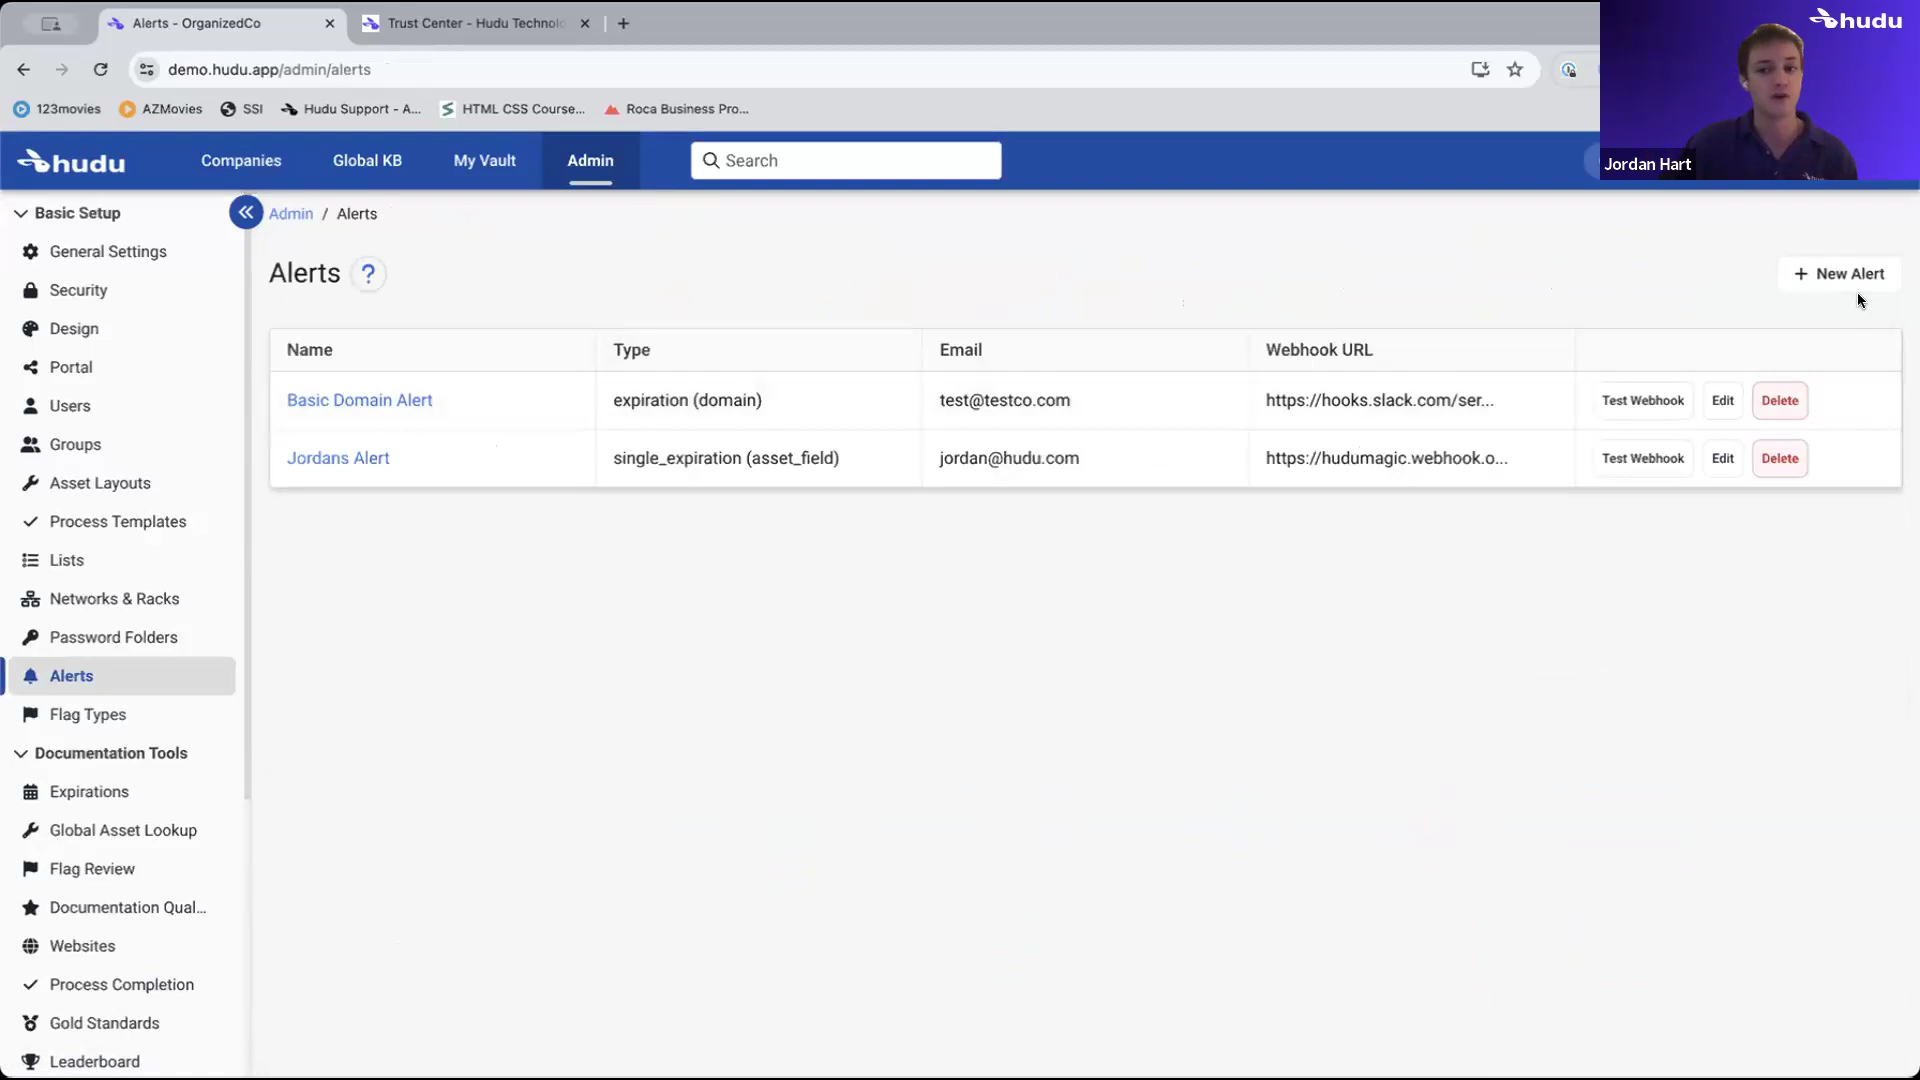 Alerts - OrganizedCo
Trust Center - Hudu Technol
demo.hudu.app/admin/alerts
123movies
AZMovies
SSI
Hudu Support - A...
HTML CSS Course...
Roca Business Pro...
hudu
Jordan Hart
hudu
Companies
Global KB
My Vault
Admin
Search
Basic Setup
General Settings
Security
Design
Portal
Users
Groups
Asset Layouts
Process Templates
Lists
Networks & Racks
Password Folders
Alerts
Flag Types
Documentation Tools
Expirations
Global Asset Lookup
Flag Review
Documentation Qual...
Websites
Process Completion
Gold Standards
Leaderboard
Admin / Alerts
Alerts ?
+ New Alert
Name Type Email Webhook URL
Basic Domain Alert expiration (domain) test@testco.com https://hooks.slack.com/ser... Test Webhook Edit Delete
Jordans Alert single_expiration (asset_field) jordan@hudu.com https://hudumagic.webhook.o... Test Webhook Edit Delete